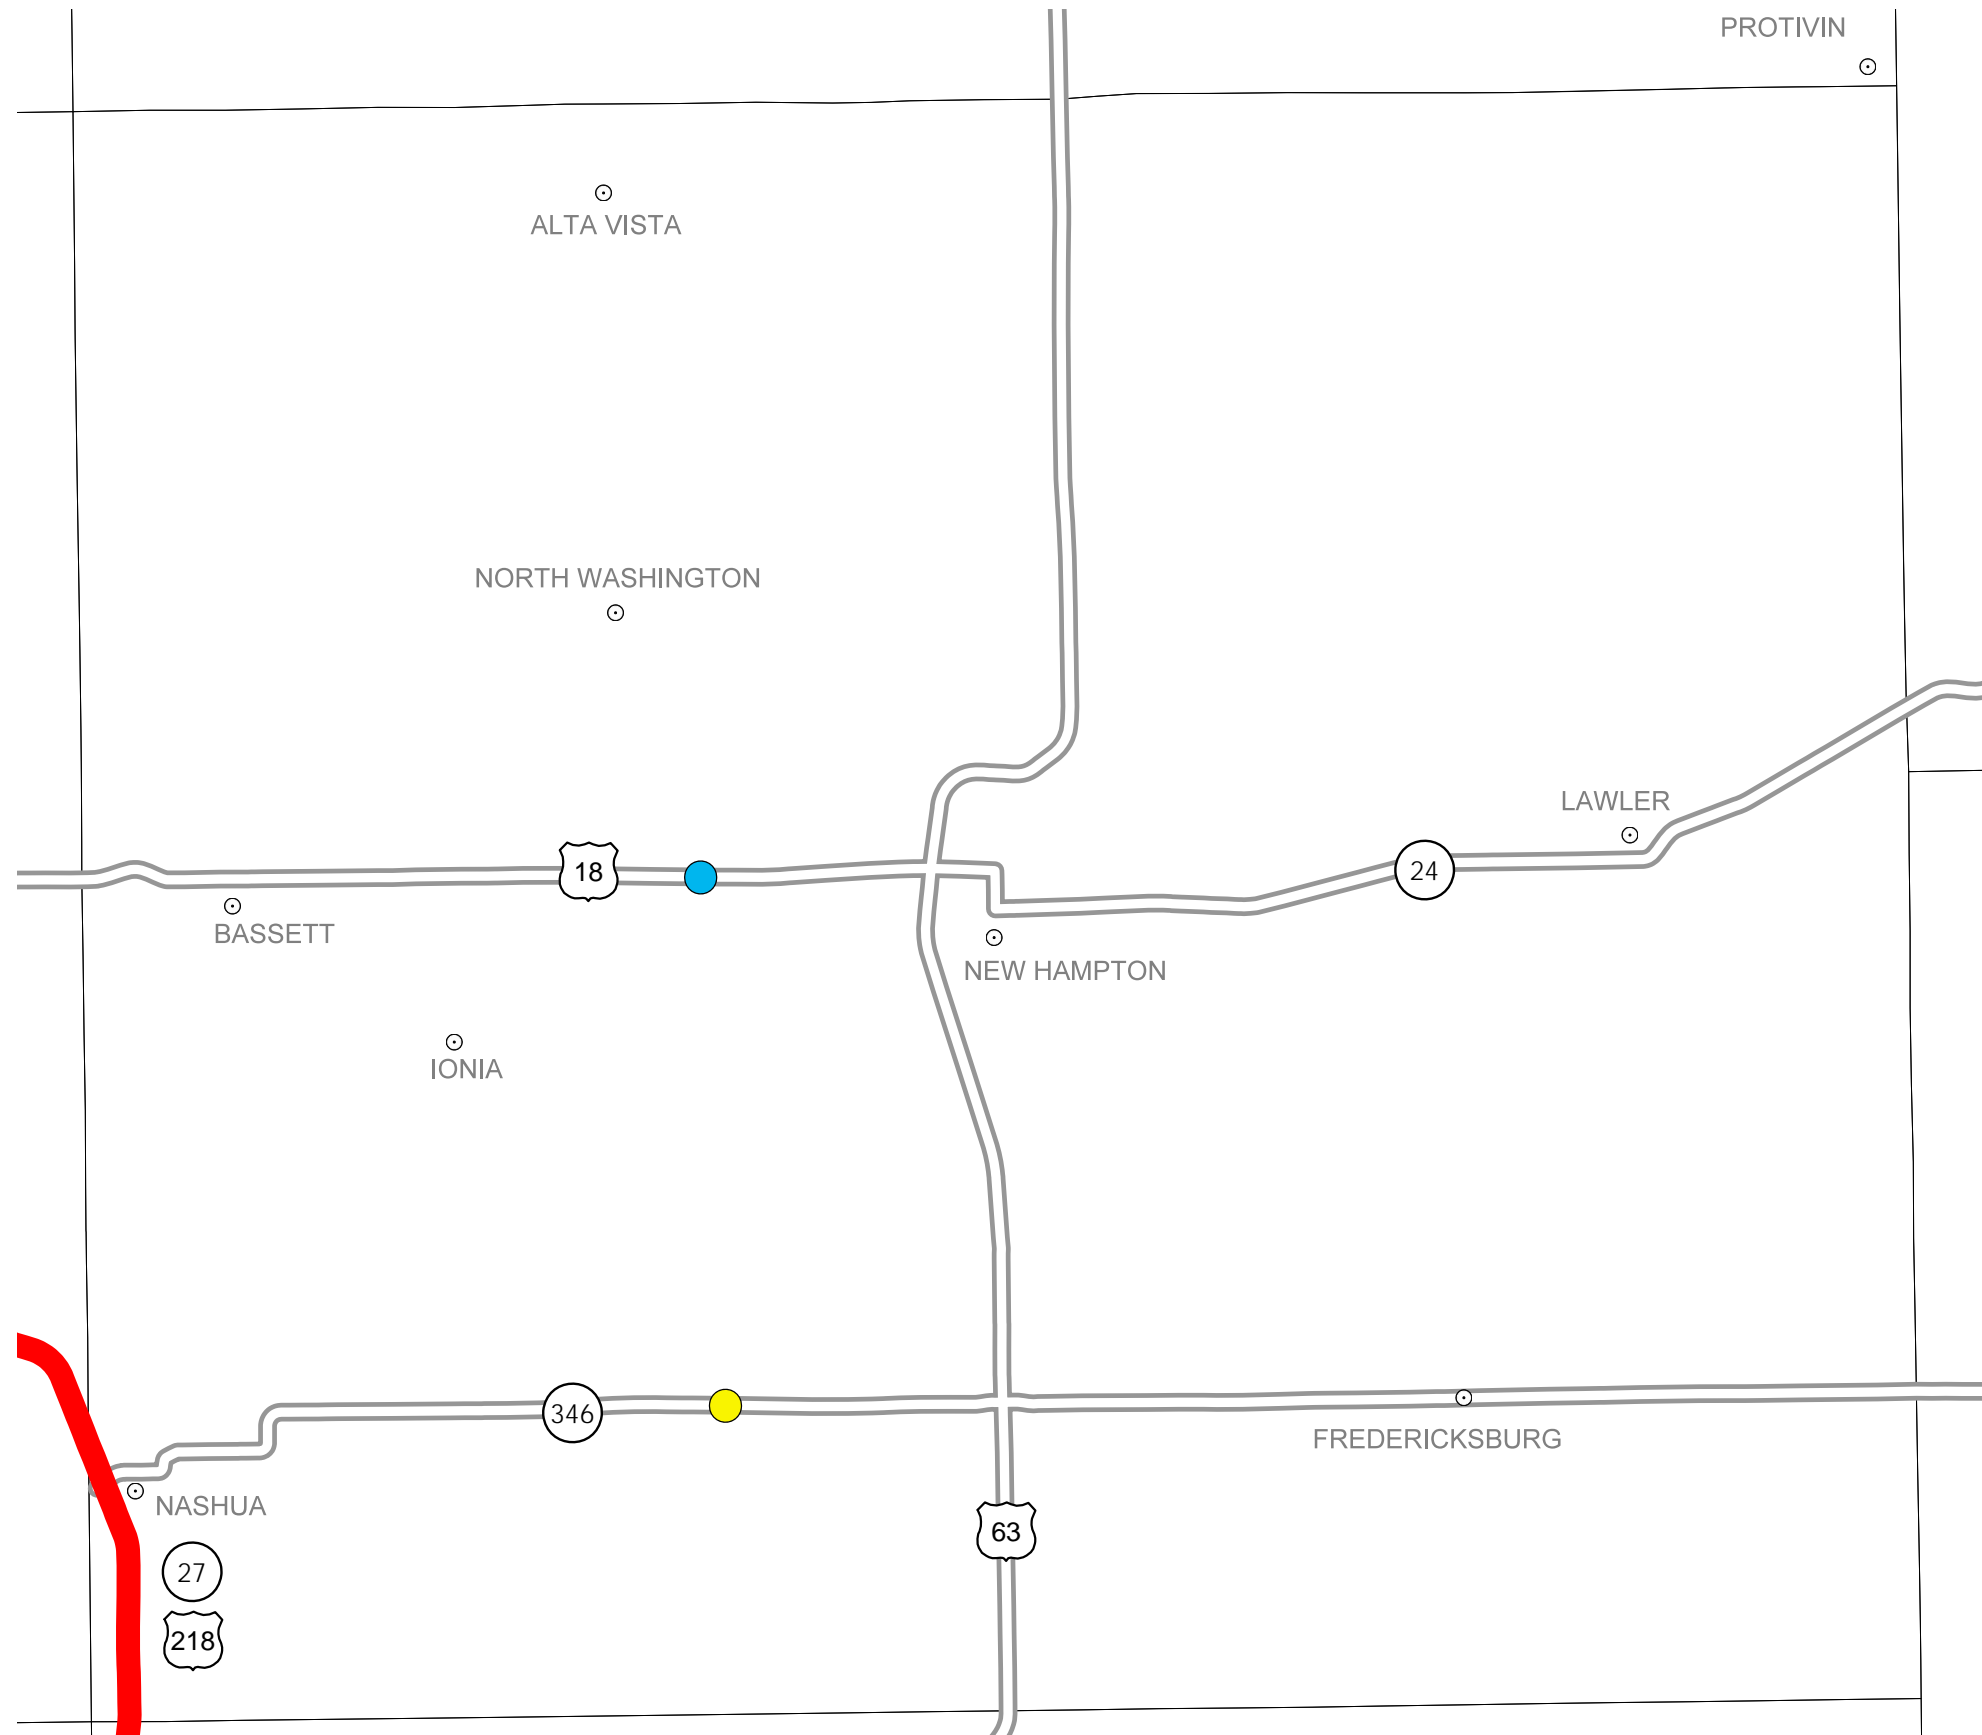 PROTIVIN
ALTA VISTA
NORTH WASHINGTON
LAWLER
18
24
BASSETT
NEW HAMPTON
IONIA
346
FREDERICKSBURG
NASHUA
63
27
218